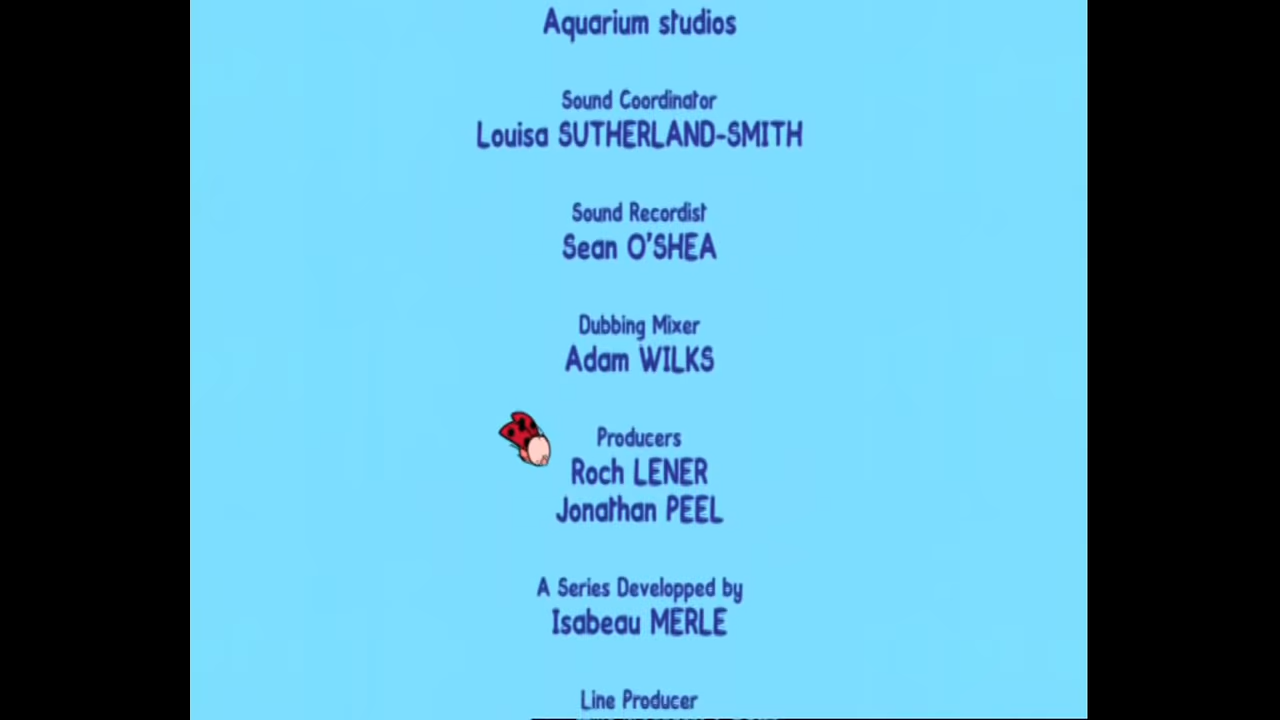 Aquarium studios
Sound Coordinator
Louisa SUTHERLAND-SMITH
Sound Recordist
Sean O'SHEA
Dubbing Mixer
Adam WILKS
Producers
Roch LENER
Jonathan PEEL
A Series Developped by
Isabeau MERLE
Line Producer